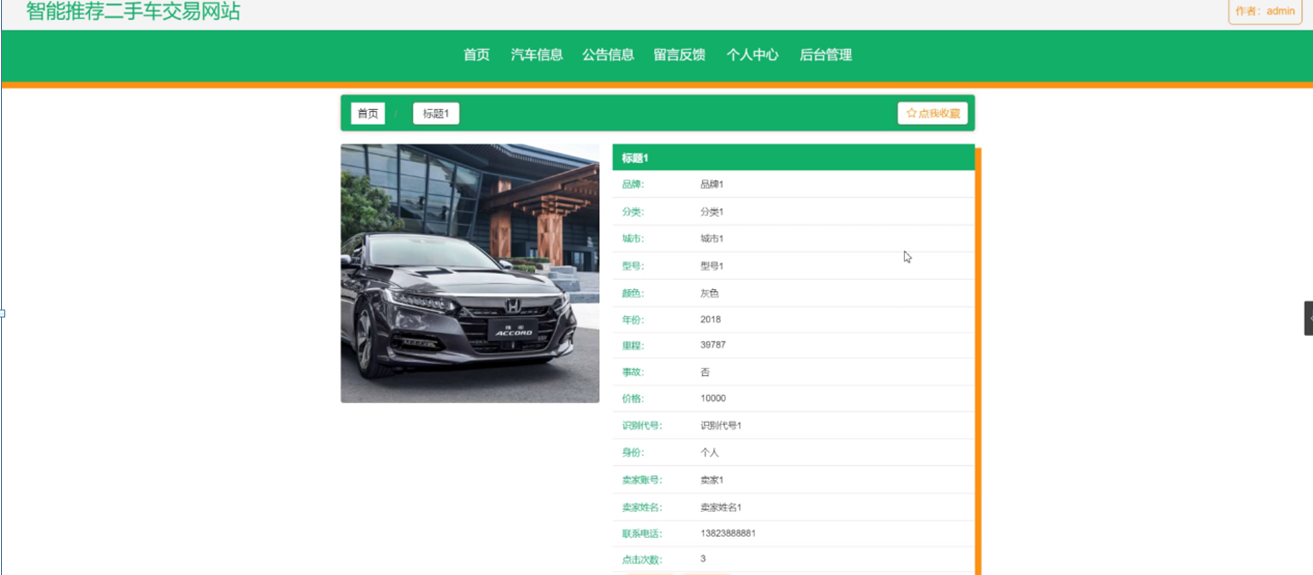 智能推荐二手车交易网站
作者：admin
首页 汽车信息 公告信息 留言反馈 个人中心 后台管理
首页 / 标题1 ☆点我收藏
标题1
品牌： 品牌1
分类： 分类1
城市： 城市1
型号： 型号1
颜色： 灰色
年份： 2018
里程： 39787
事故： 否
价格： 10000
识别代号： 识别代号1
身份： 个人
卖家账号： 卖家1
卖家姓名： 卖家姓名1
联系电话： 13823888881
点击次数： 3
ACCORD